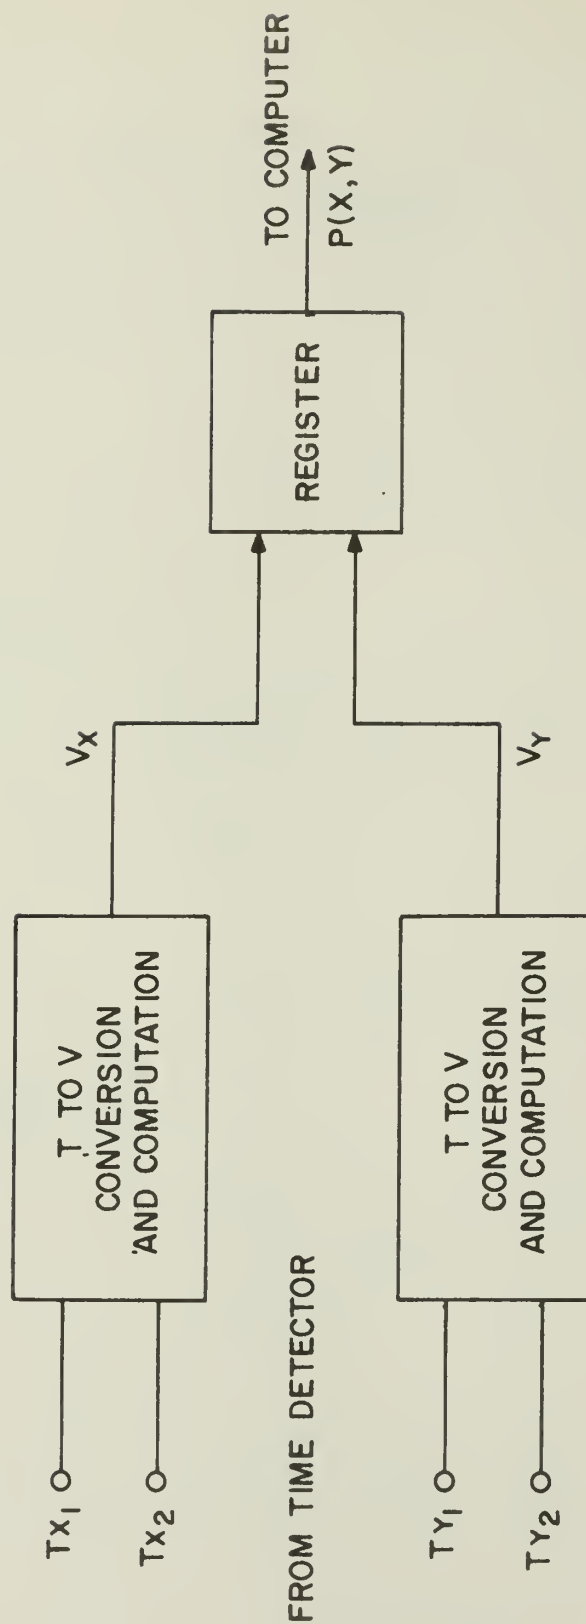 TX1
TX2
T TO V
CONVERSION
AND COMPUTATION
VX
FROM TIME DETECTOR
TY1
TY2
T TO V
CONVERSION
AND COMPUTATION
VY
REGISTER
TO COMPUTER
P(X,Y)